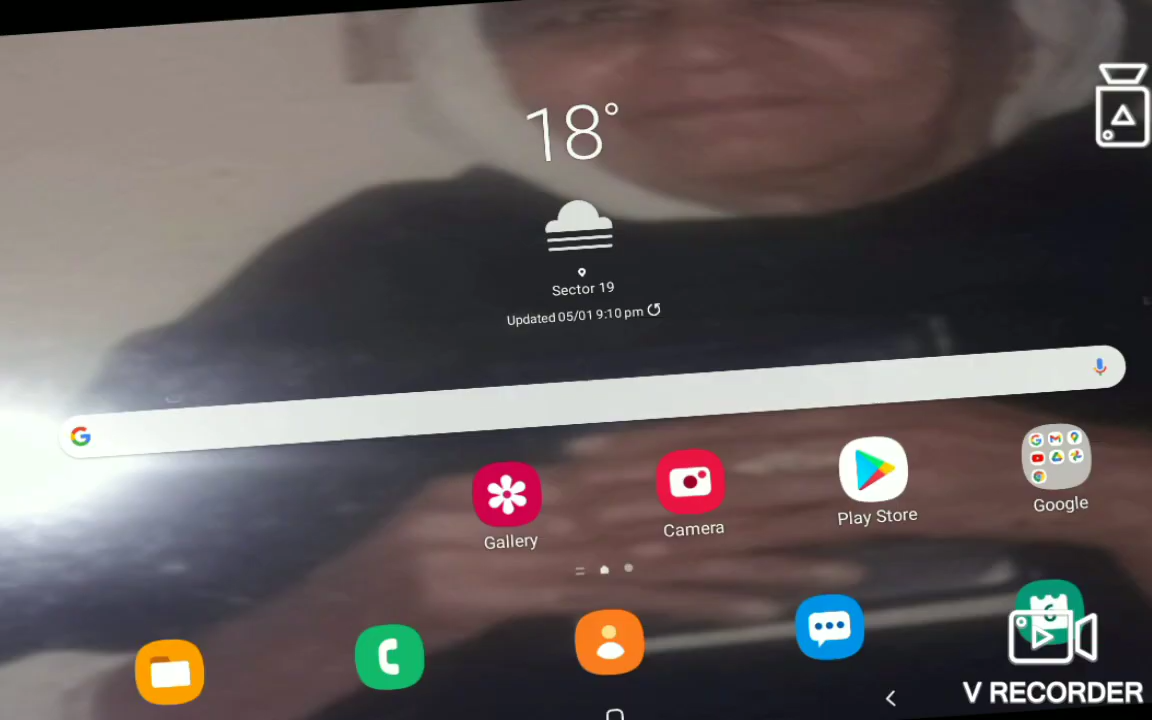 18°
Sector 19
Updated 05/01 9:10 pm
Gallery
Camera
Play Store
Google
V RECORDER